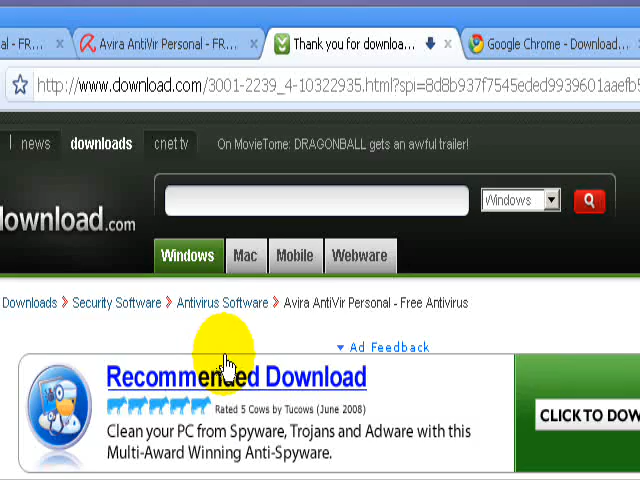 al - FR...
Avira AntiVir Personal - FR...
Thank you for downloa...
Google Chrome - Download...
http://www.download.com/3001-2239_4-10322935.html?spi=8d8b937f7545eded9939601aaefb5
news
downloads
cnet tv
On MovieTome: DRAGONBALL gets an awful trailer!
download.com
Windows
Windows
Mac
Mobile
Webware
Downloads
Security Software
Antivirus Software
Avira AntiVir Personal - Free Antivirus
Ad Feedback
Recommended Download
Rated 5 Cows by Tucows (June 2008)
Clean your PC from Spyware, Trojans and Adware with this
Multi-Award Winning Anti-Spyware.
CLICK TO DOW